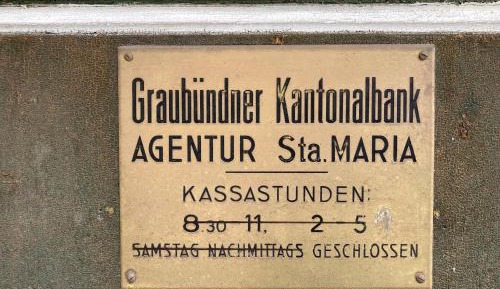 Graubündner Kantonalbank
AGENTUR Sta. MARIA
KASSASTUNDEN:
8.30 11, 2 5
SAMSTAG NACHMITTAGS GESCHLOSSEN